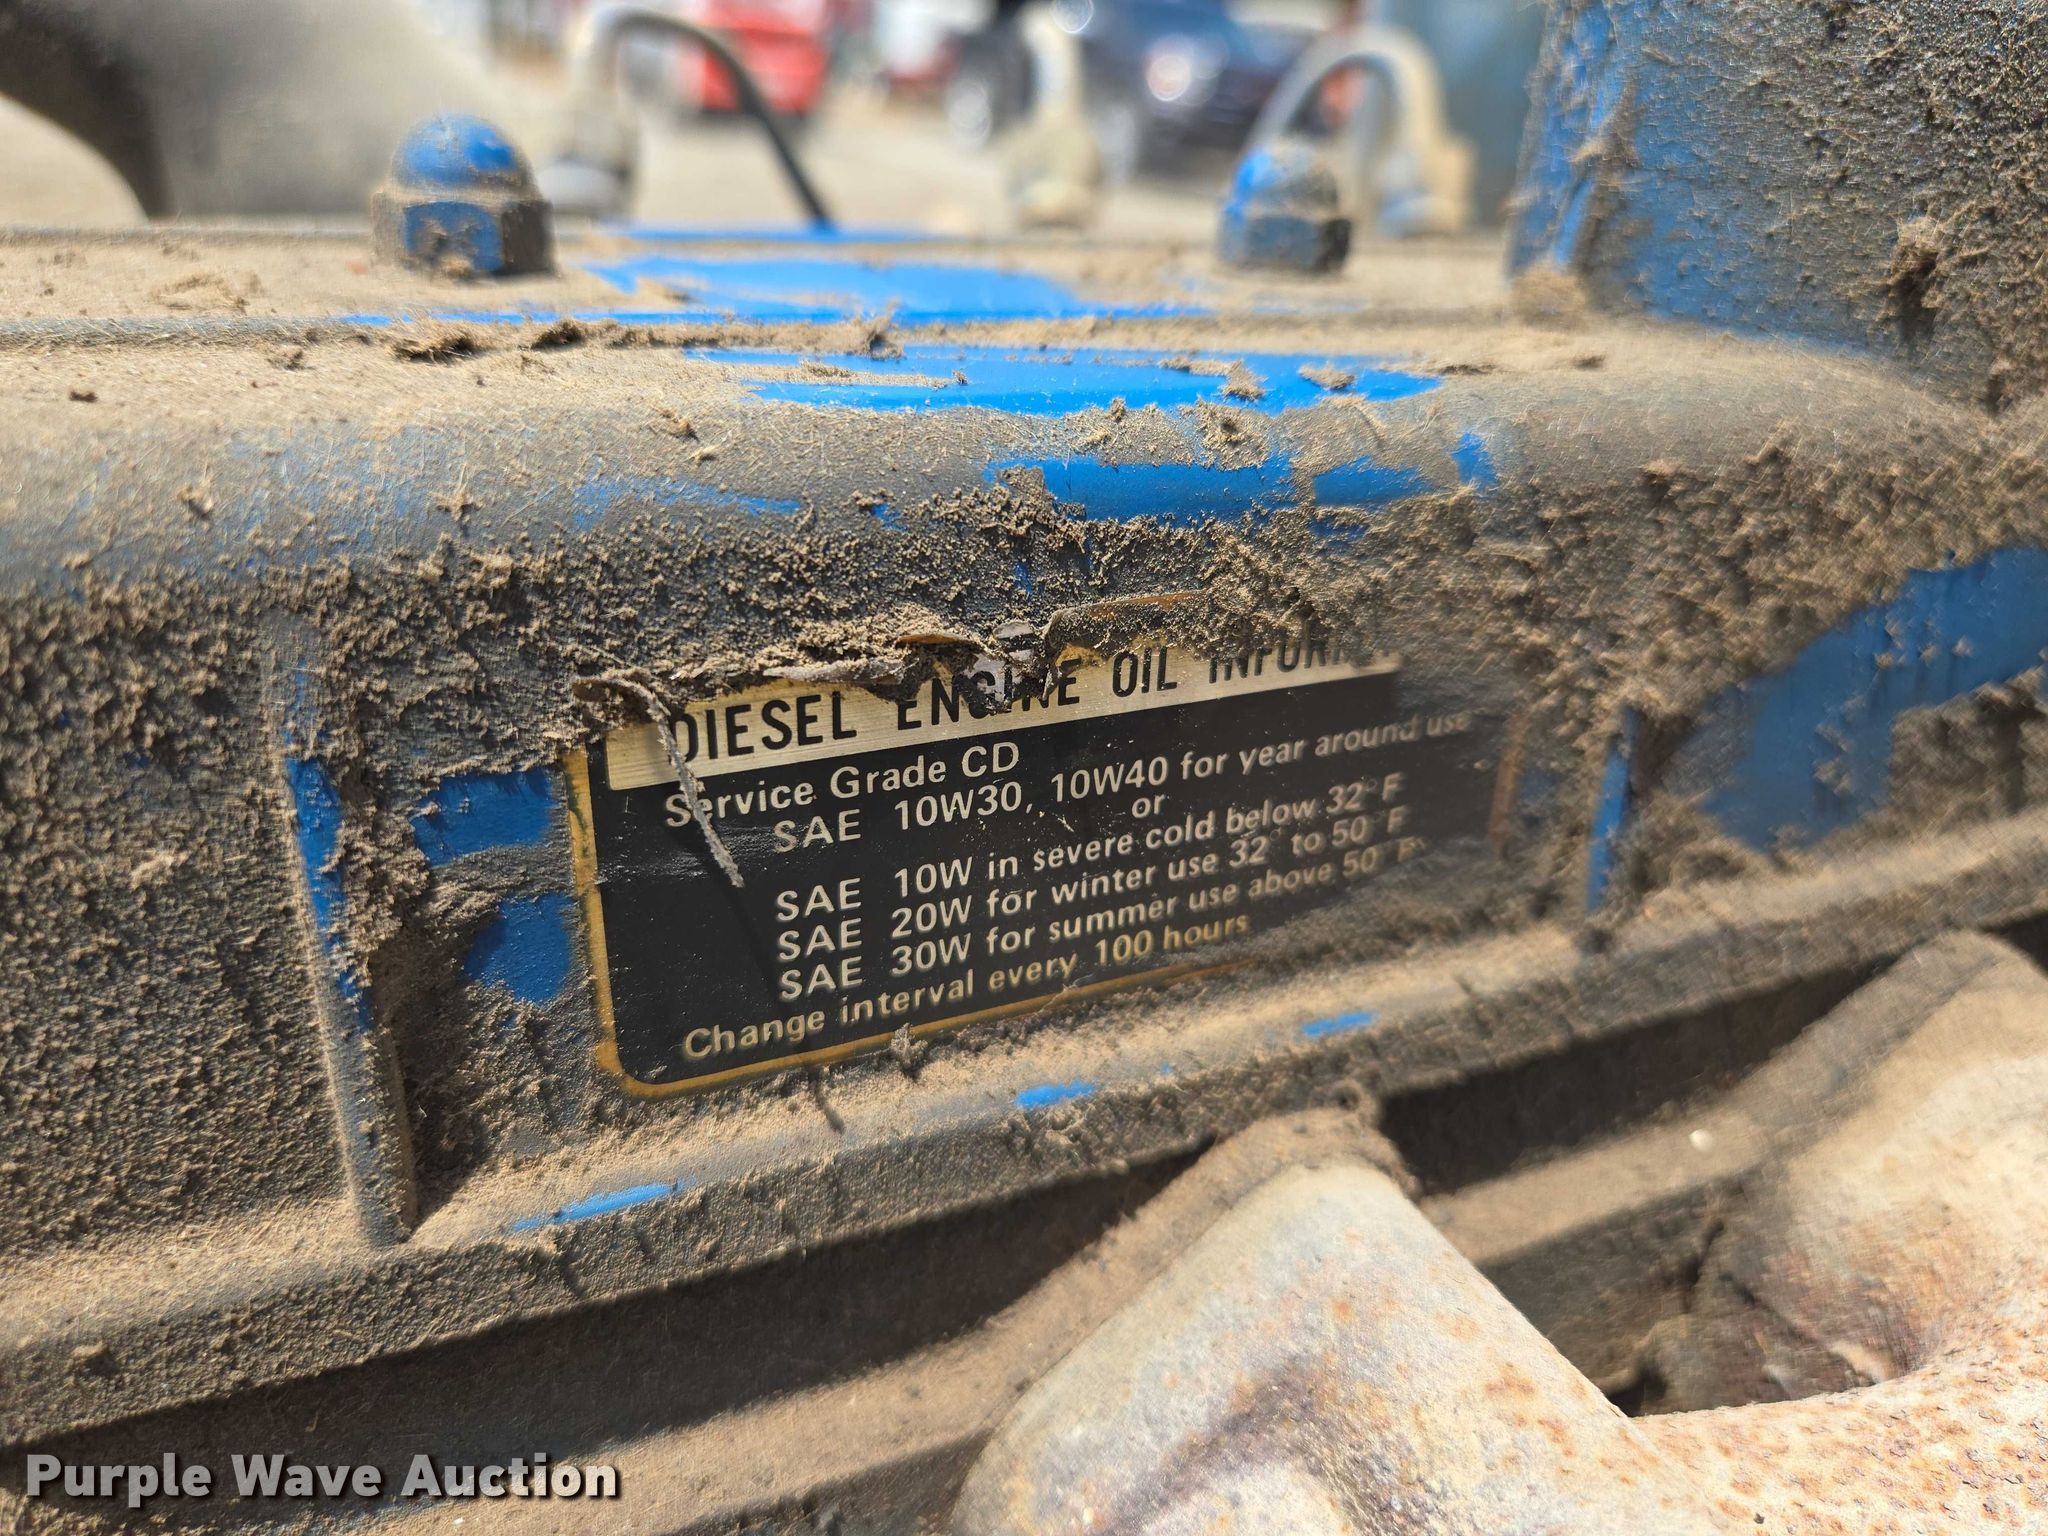 DIESEL ENGINE OIL
Service Grade CD
SAE 10W30, 10W40 for year around use
or
SAE 10W in severe cold below 32°F
SAE 20W for winter use 32° to 50°F
SAE 30W for summer use above 50°F
Change interval every 100 hours
Purple Wave Auction